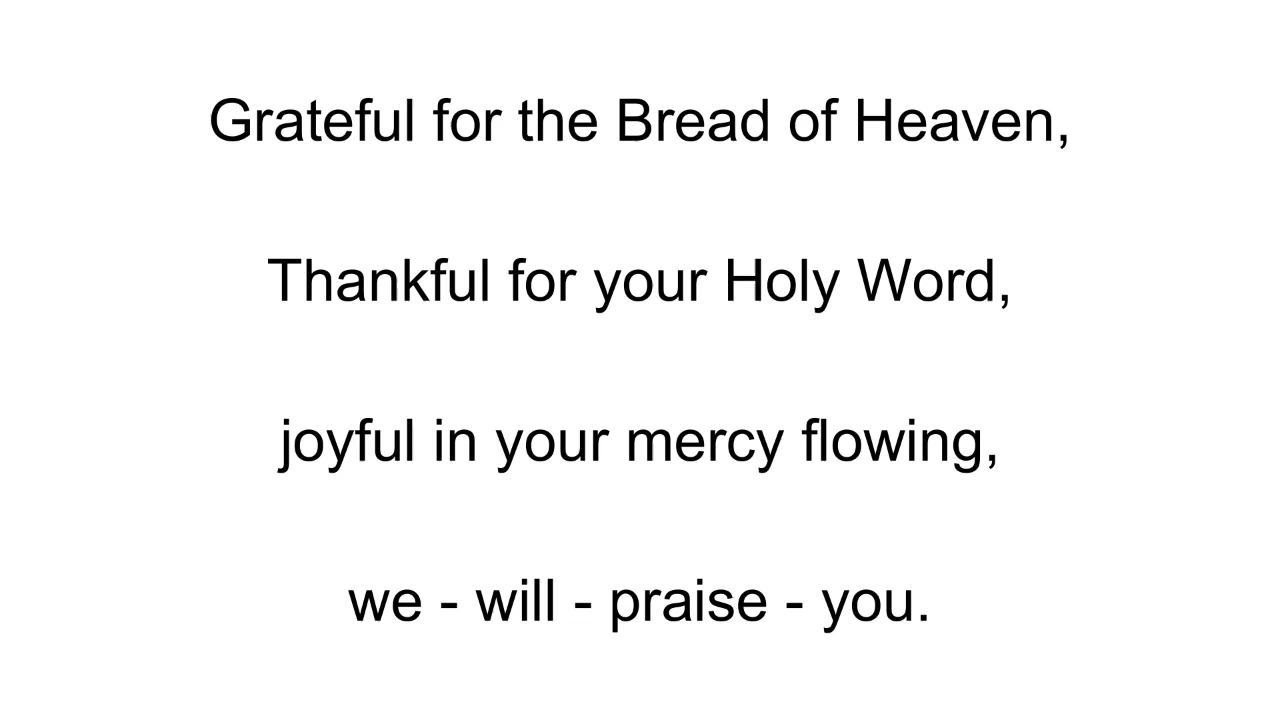 Grateful for the Bread of Heaven,
Thankful for your Holy Word,
joyful in your mercy flowing,
we - will - praise - you.